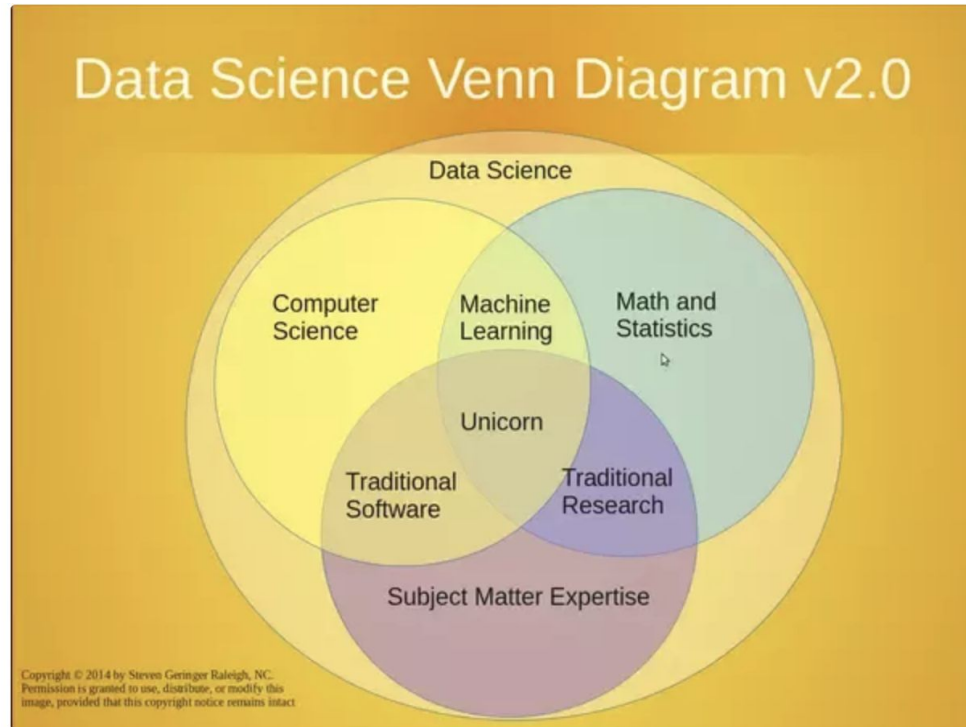 Data Science Venn Diagram v2.0
Data Science
Computer
Science
Machine
Learning
Math and
Statistics
Unicorn
Traditional
Software
Traditional
Research
Subject Matter Expertise
Copyright © 2014 by Steven Geringer Raleigh, NC.
Permission is granted to use, distribute, or modify this
image, provided that this copyright notice remains intact